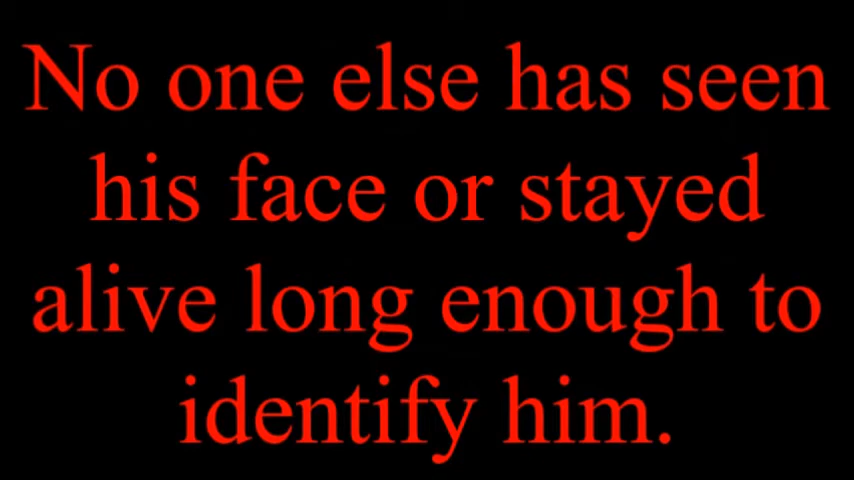 No one else has seen
his face or stayed
alive long enough to
identify him.